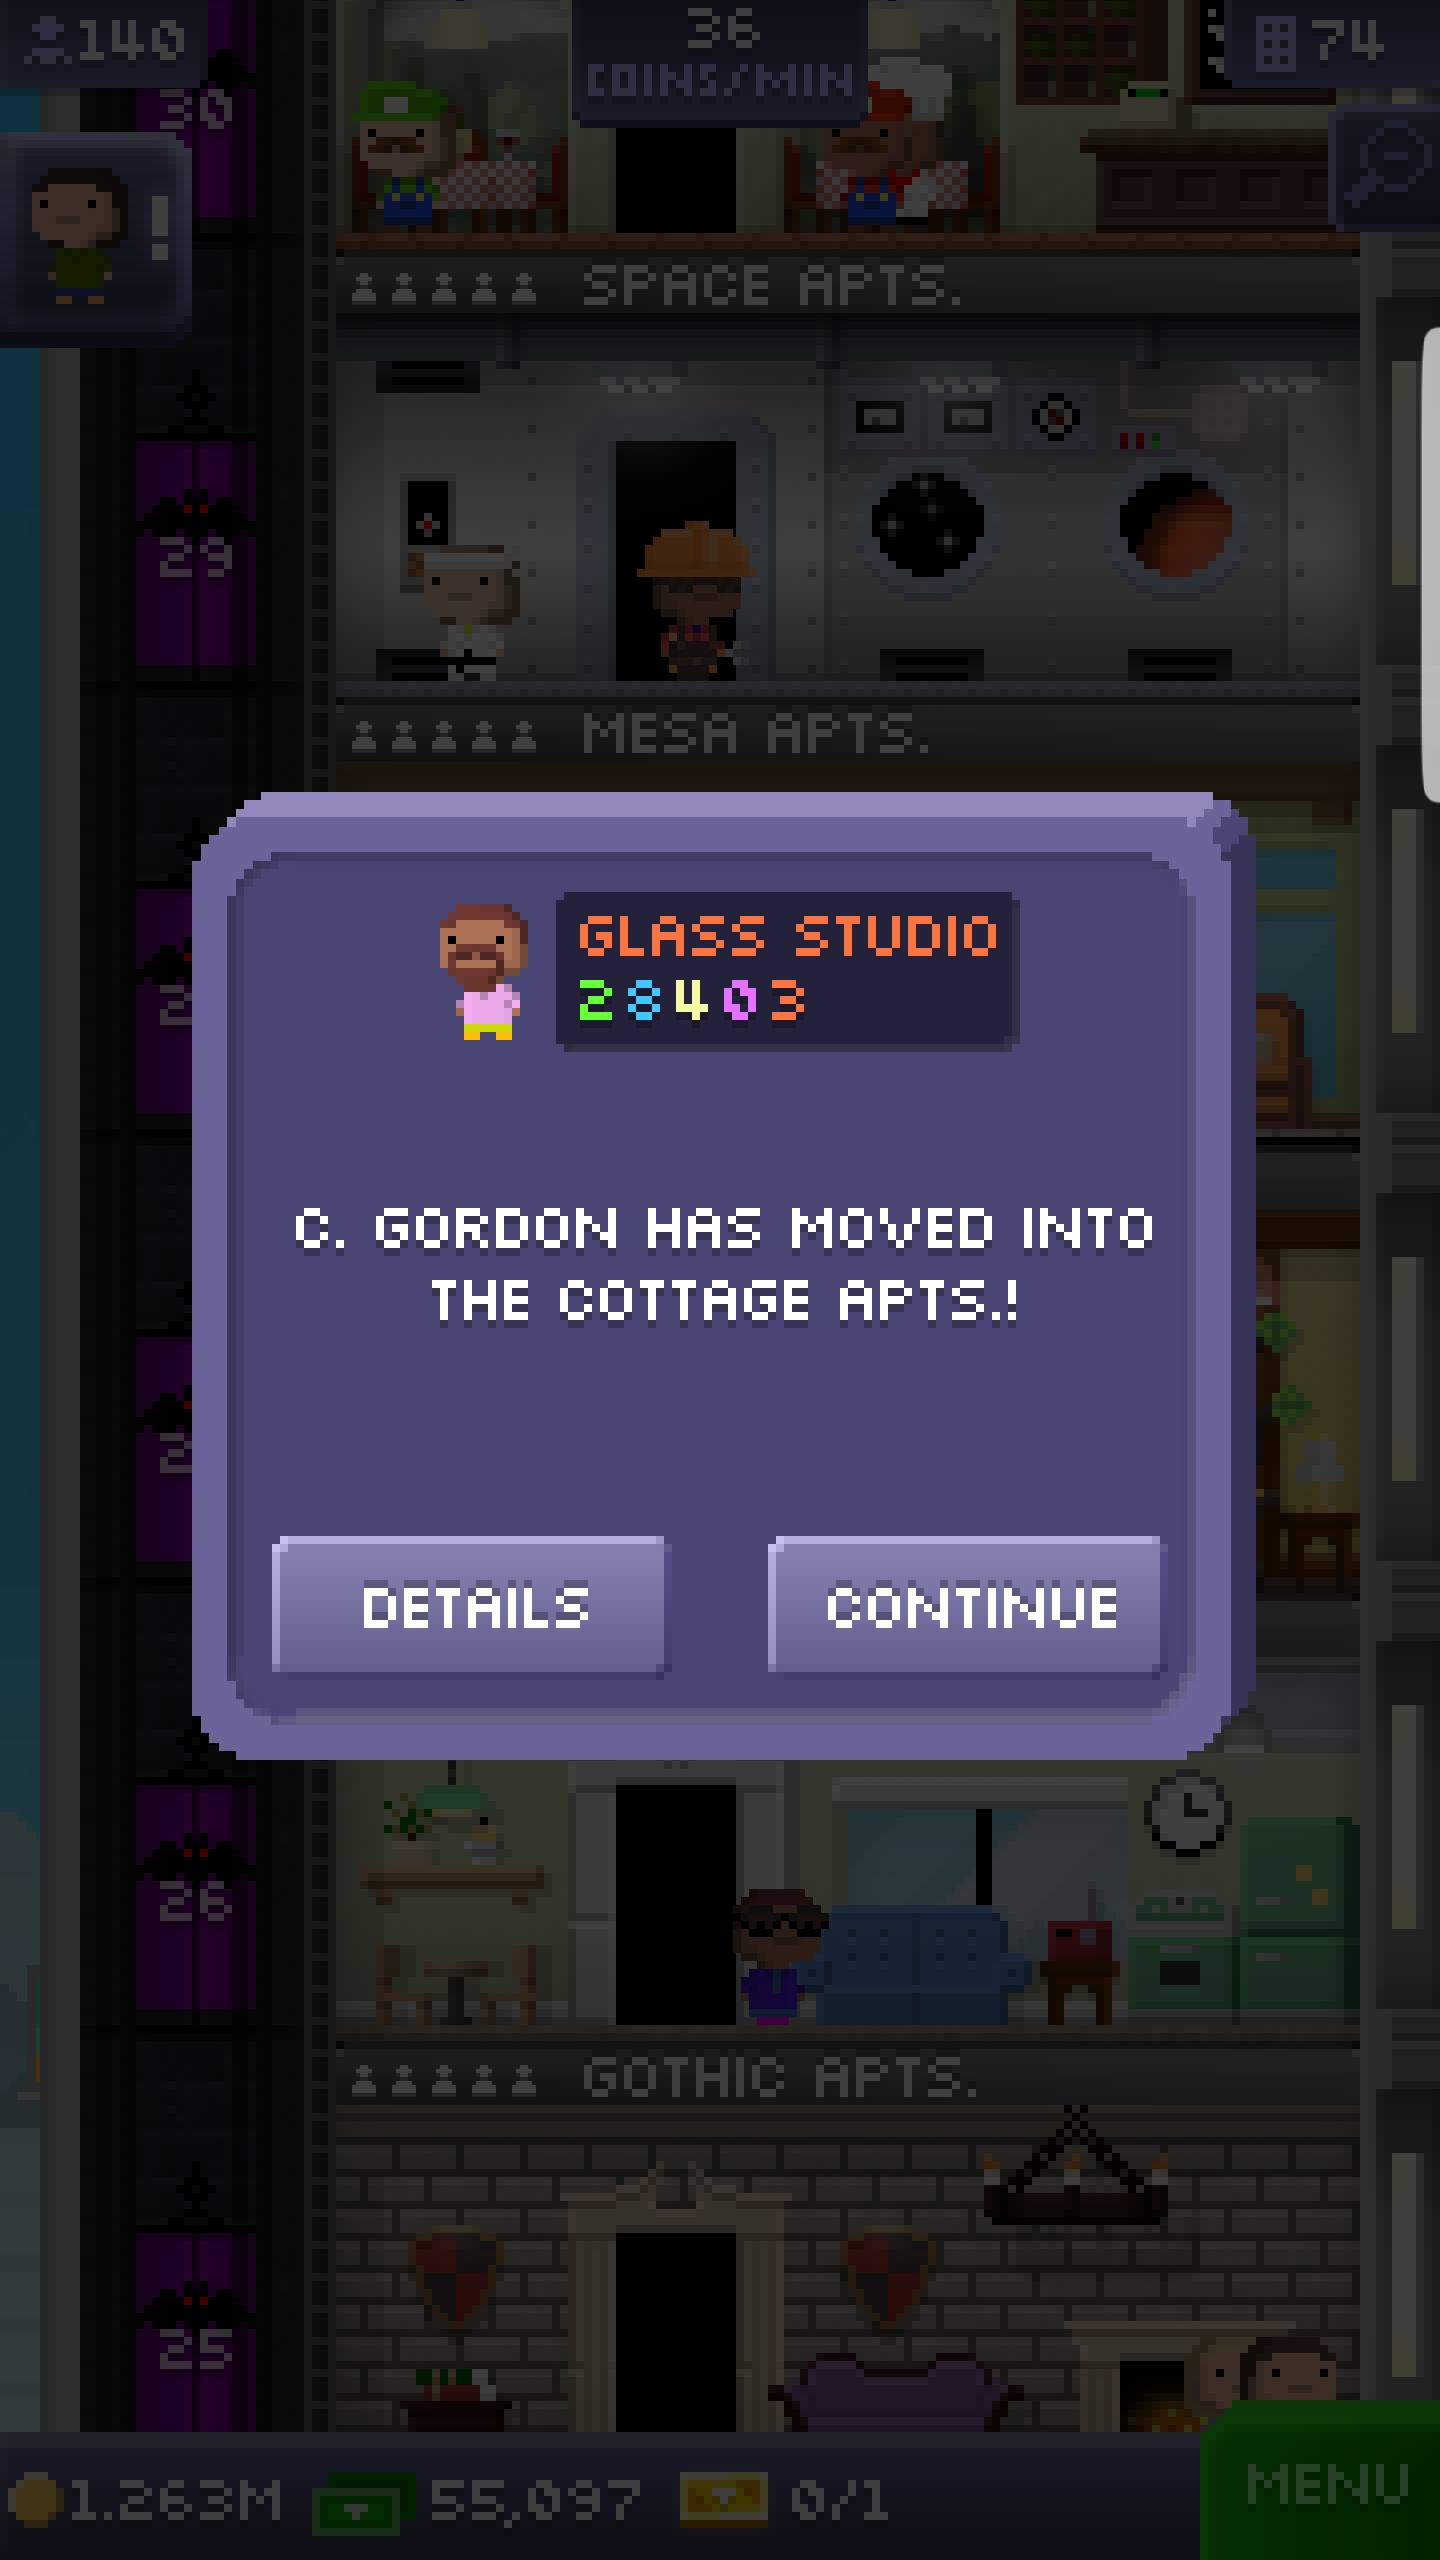 140
36
COINS/MIN
74
30
SPACE APTS.
29
MESA APTS.
GLASS STUDIO
28403
C. GORDON HAS MOVED INTO
THE COTTAGE APTS.!
DETAILS
CONTINUE
26
GOTHIC APTS.
25
1.263M
55,097
0/1
MENU